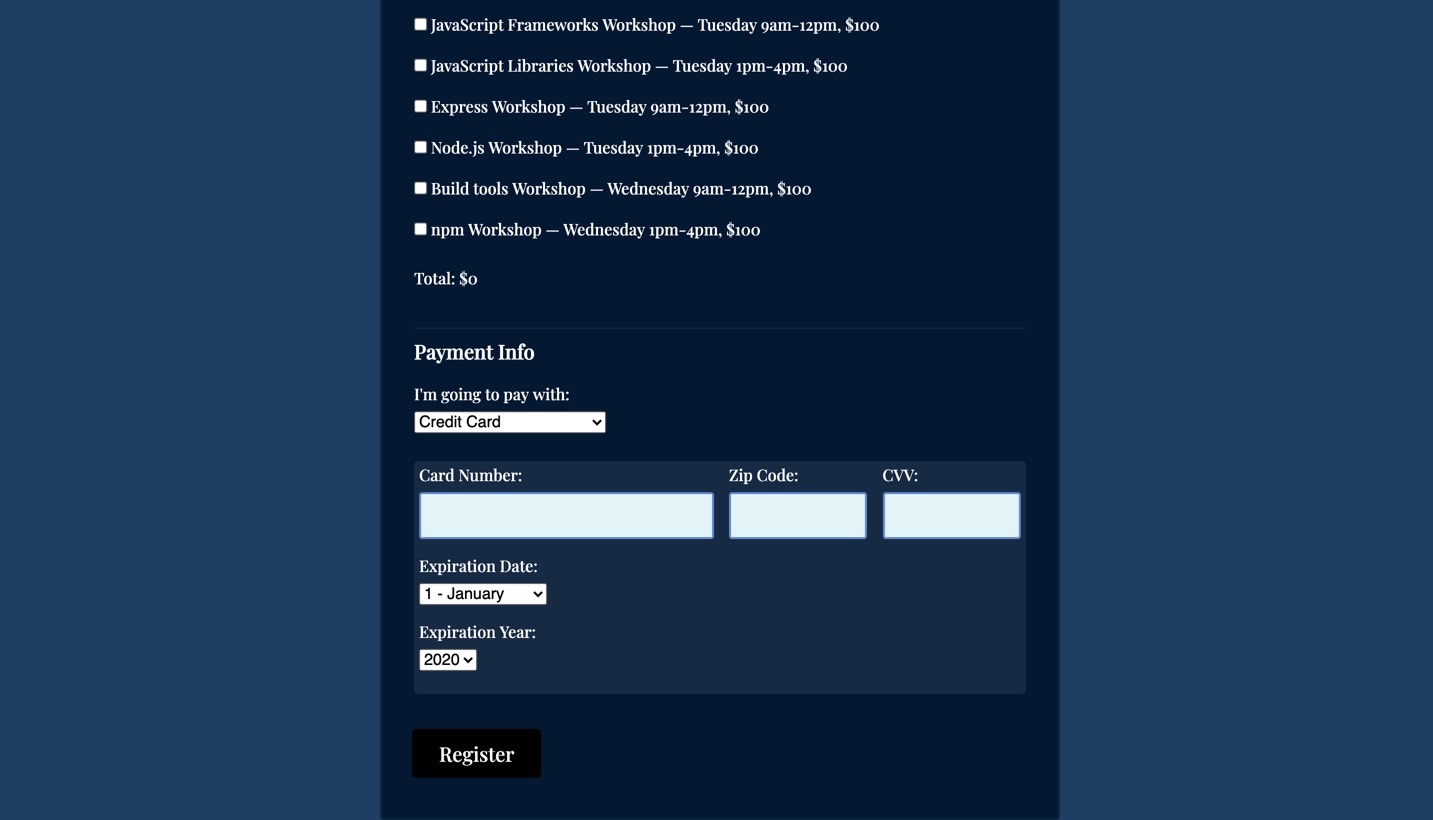 JavaScript Frameworks Workshop — Tuesday 9am-12pm, $100
JavaScript Libraries Workshop — Tuesday 1pm-4pm, $100
Express Workshop — Tuesday 9am-12pm, $100
Node.js Workshop — Tuesday 1pm-4pm, $100
Build tools Workshop — Wednesday 9am-12pm, $100
npm Workshop — Wednesday 1pm-4pm, $100
Total: $0
Payment Info
I'm going to pay with:
Credit Card
Card Number: Zip Code: CVV:
Expiration Date:
1 - January
Expiration Year:
2020
Register